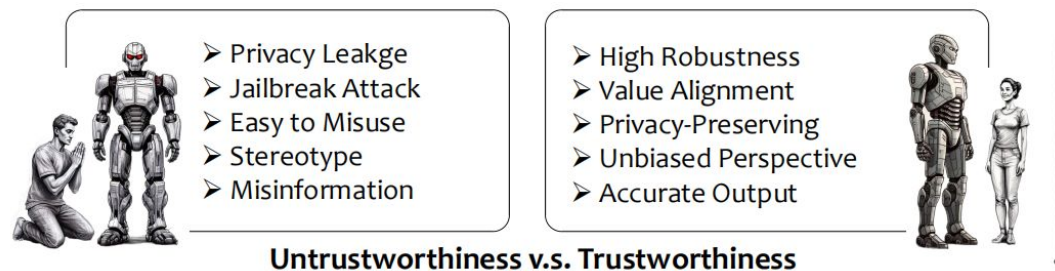 ➢ Privacy Leakge
➢ Jailbreak Attack
➢ Easy to Misuse
➢ Stereotype
➢ Misinformation
➢ High Robustness
➢ Value Alignment
➢ Privacy-Preserving
➢ Unbiased Perspective
➢ Accurate Output
Untrustworthiness v.s. Trustworthiness